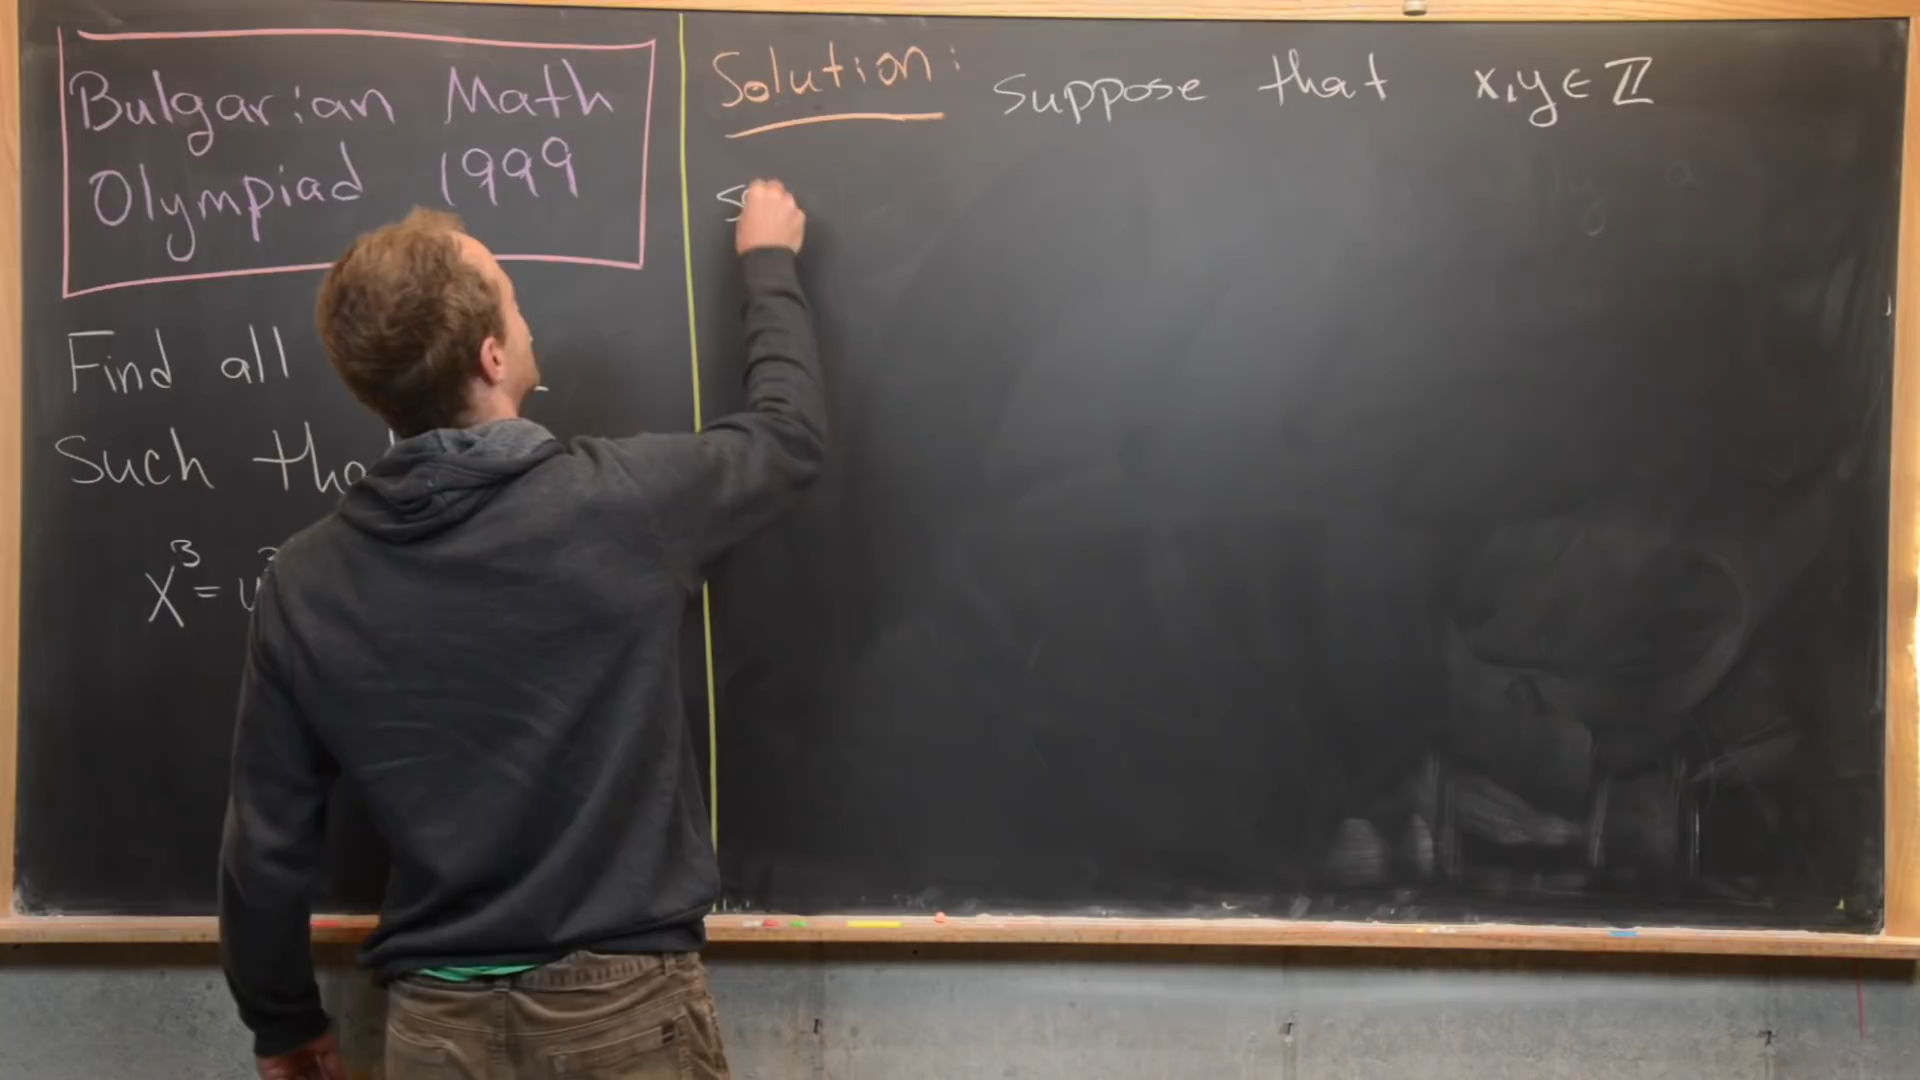 Bulgarian Math
Olympiad 1999
Find all
Such tha
x³ = y
Solution: Suppose that x,y ∈ ℤ